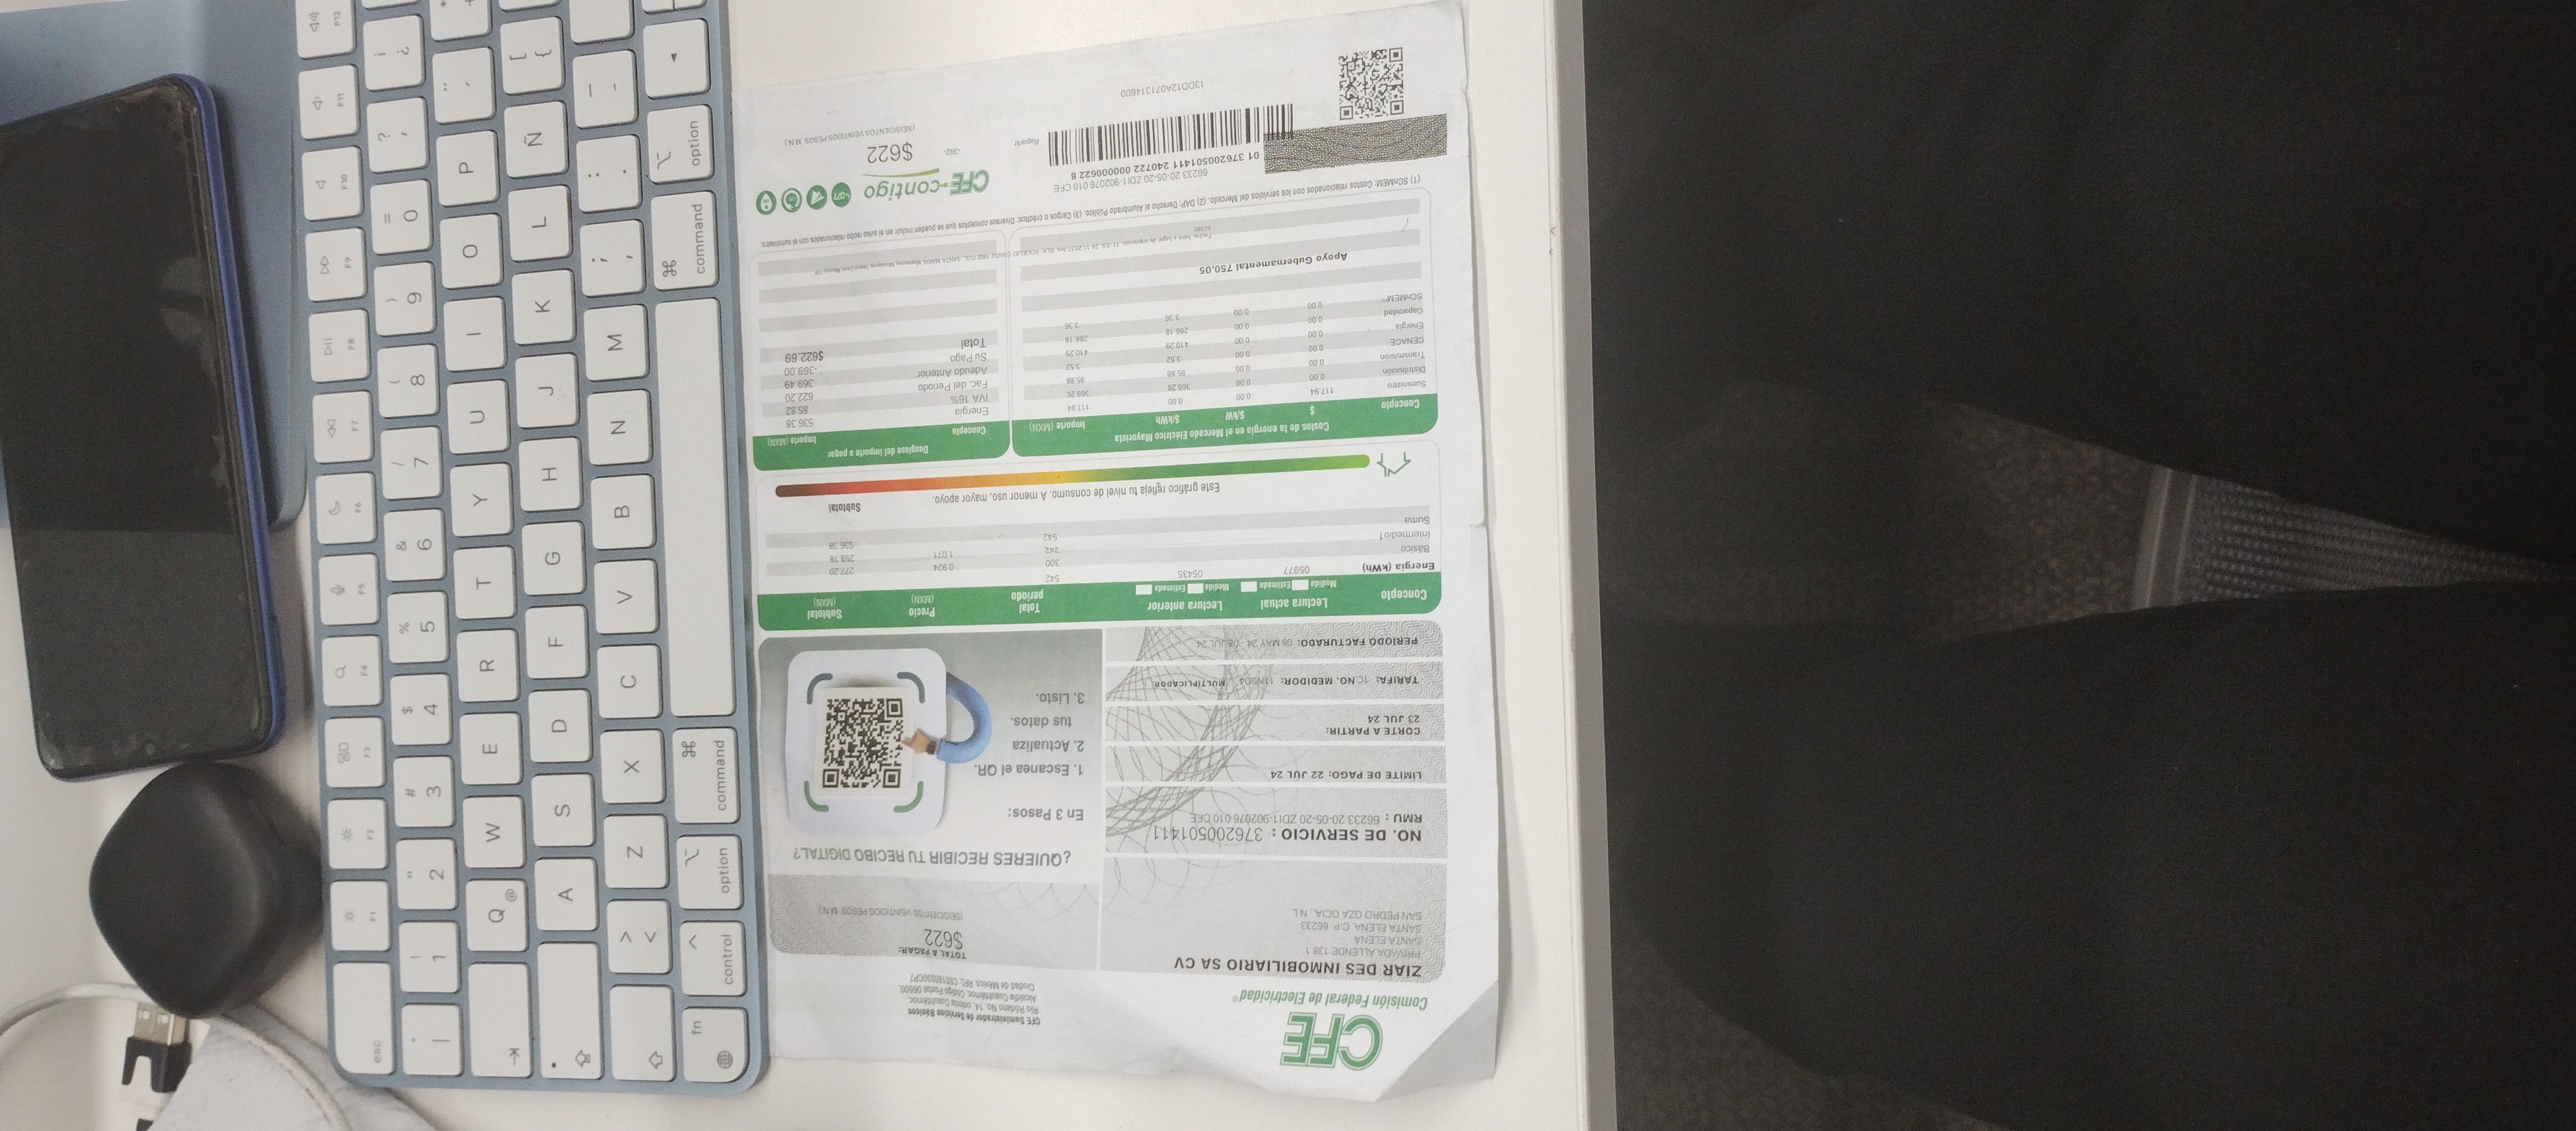 esc
F1
F2
F3
F4
F5
F6
F7
F8
F9
F10
F11
F12
° |
! 1
" 2
# 3
$ 4
% 5
& 6
/ 7
( 8
) 9
= 0
? '
¡ ¿
Q @
W
E
R
T
Y
U
I
O
P
A
S
D
F
G
H
J
K
L
Ñ
[ {
> <
Z
X
C
V
B
N
M
; ,
: .
fn
control
option
command
command
option
CFE
Comisión Federal de Electricidad®
CFE Suministrador de Servicios Básicos
Río Ródano No. 14, colonia Cuauhtémoc,
Alcaldía Cuauhtémoc, Código Postal 06500,
Ciudad de México.
ZIAR DES INMOBILIARIO SA CV
PRIVADA ALLENDE 138 1
SANTA ELENA
SANTA ELENA C.P. 66233
SAN PEDRO GZA GCIA, N.L
TOTAL A PAGAR:
$622
(SEISCIENTOS VEINTIDOS PESOS M.N.)
NO. DE SERVICIO : 376200501411
RMU : 66233 20-05-20 ZDI1-902076 010 CFE
LIMITE DE PAGO: 22 JUL 24
CORTE A PARTIR:
23 JUL 24
TARIFA: 1C NO. MEDIDOR: MULTIPLICADOR:
PERIODO FACTURADO: 08 MAY 24 - 08 JUL 24
¿QUIERES RECIBIR TU RECIBO DIGITAL?
En 3 Pasos:
1. Escanea el QR.
2. Actualiza
tus datos.
3. Listo.
Concepto Lectura actual Lectura anterior Total periodo Precio (MXN) Subtotal (MXN)
Medida Estimada Medida Estimada
Energía (kWh) 05977 05435 542
Básico 300 0.924 277.20
Intermedio1 242 1.071 259.18
Suma 542 536.38
Este gráfico refleja tu nivel de consumo. A menor uso, mayor apoyo.
Subtotal
Costos de la energía en el Mercado Eléctrico Mayorista
Concepto $ $/kW $/kWh Importe (MXN)
Suministro 117.94 0.00 0.00 117.94
Distribución 0.00 0.00 369.26 369.26
Transmisión 0.00 0.00 95.88 95.88
CENACE 0.00 0.00 3.52 3.52
Energía 0.00 0.00 410.29 410.29
Capacidad 0.00 0.00 286.18 286.18
SCnMEM 0.00 0.00 3.36 3.36
Apoyo Gubernamental 750.05
Desglose del importe a pagar
Concepto Importe (MXN)
Energía 536.38
IVA 16% 85.82
Fac. del Periodo 622.20
Adeudo Anterior 369.49
Su Pago -369.00
Total $622.69
(1) SCnMEM: Costos relacionados con los servicios del Mercado. (2) DAP: Derecho al Alumbrado Público. (3) Cargos o créditos: Diversos conceptos que se pueden incluir en el aviso recibo relacionados con el suministro.
CFE-contigo
66233 20-05-20 ZDI1-902076 010 CFE
01 376200501411 240722 000000622 8
Repartir
-392-
$622
(SEISCIENTOS VEINTIDOS PESOS M.N.)
13DD12A071314600